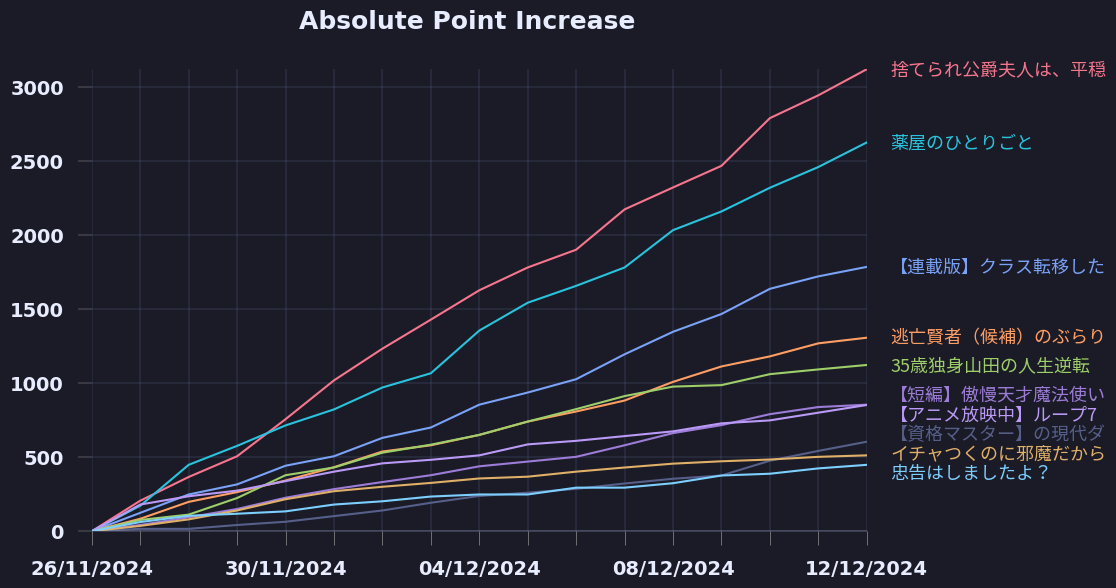 Absolute Point Increase
3000
2500
2000
1500
1000
500
0
26/11/2024
30/11/2024
04/12/2024
08/12/2024
12/12/2024
捨てられ公爵夫人は、平穏
薬屋のひとりごと
【連載版】クラス転移した
逃亡賢者（候補）のぶらり
35歳独身山田の人生逆転
【短編】傲慢天才魔法使い
【アニメ放映中】ループ7
【資格マスター】の現代ダ
イチャつくのに邪魔だから
忠告はしましたよ？